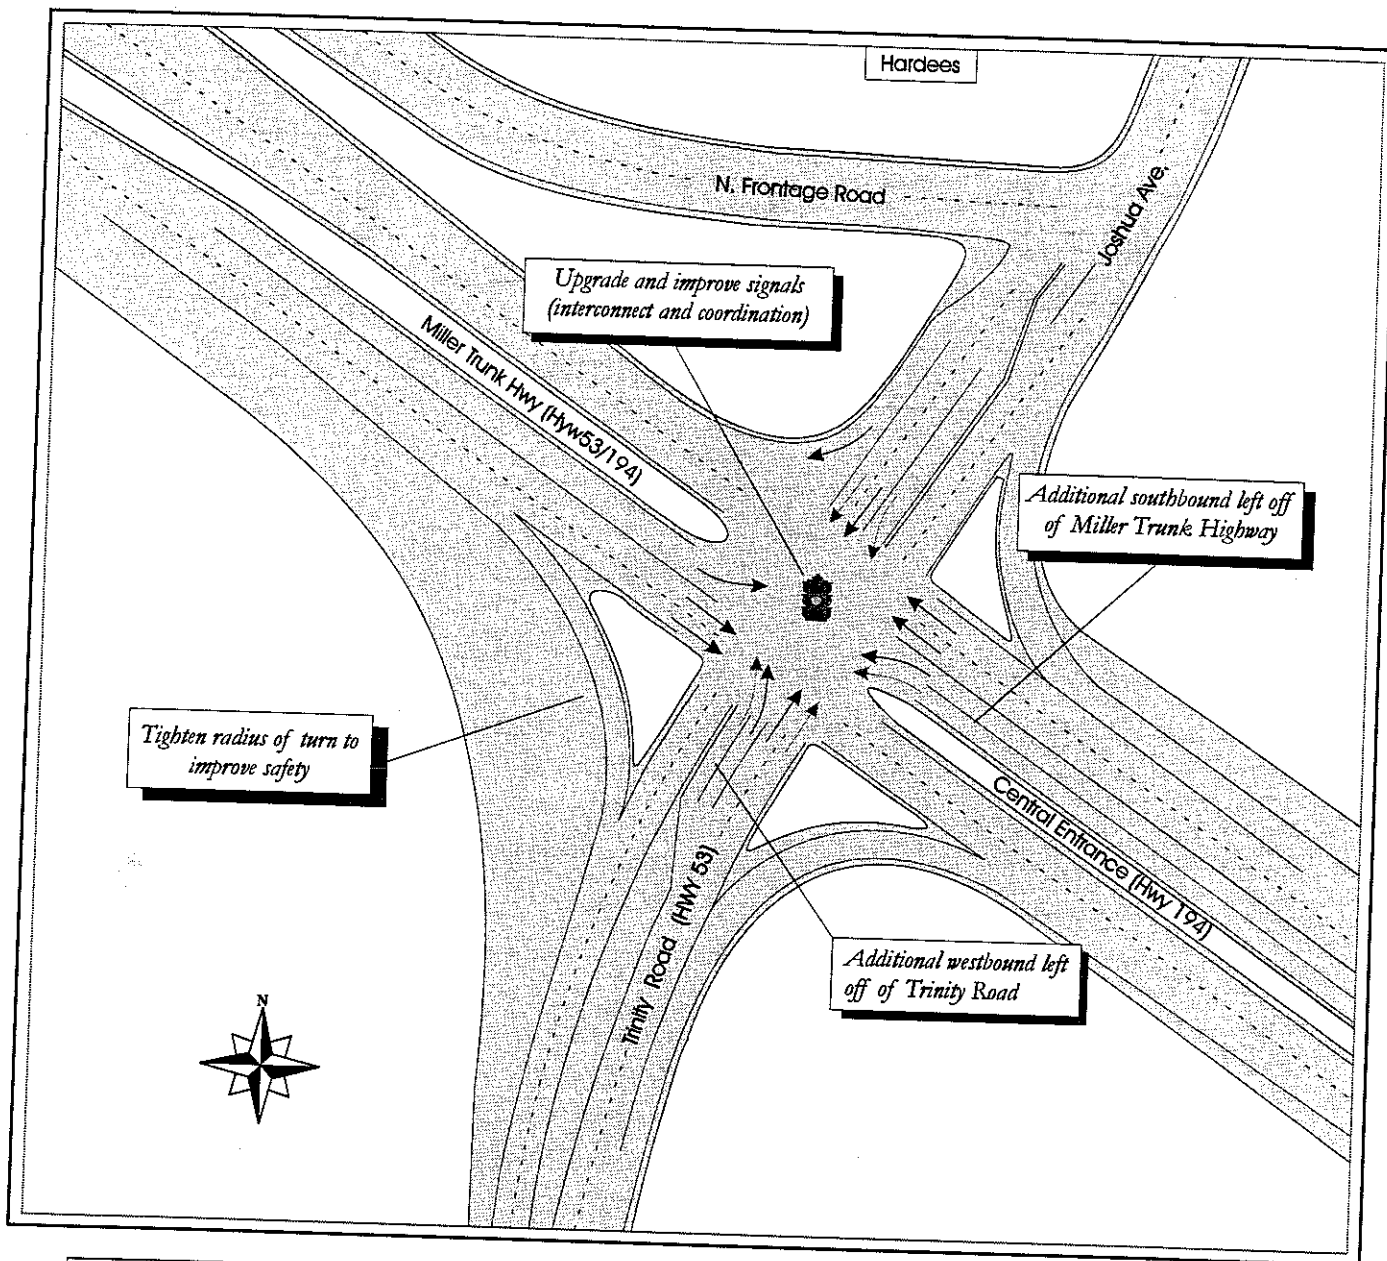 Hardees
N. Frontage Road
Joshua Ave.
Upgrade and improve signals
(interconnect and coordination)
Miller Trunk Hwy (Hyw53/194)
Additional southbound left off
of Miller Trunk Highway
Tighten radius of turn to
improve safety
Central Entrance (Hwy 194)
Trinity Road (HWY 53)
Additional westbound left
off of Trinity Road
N